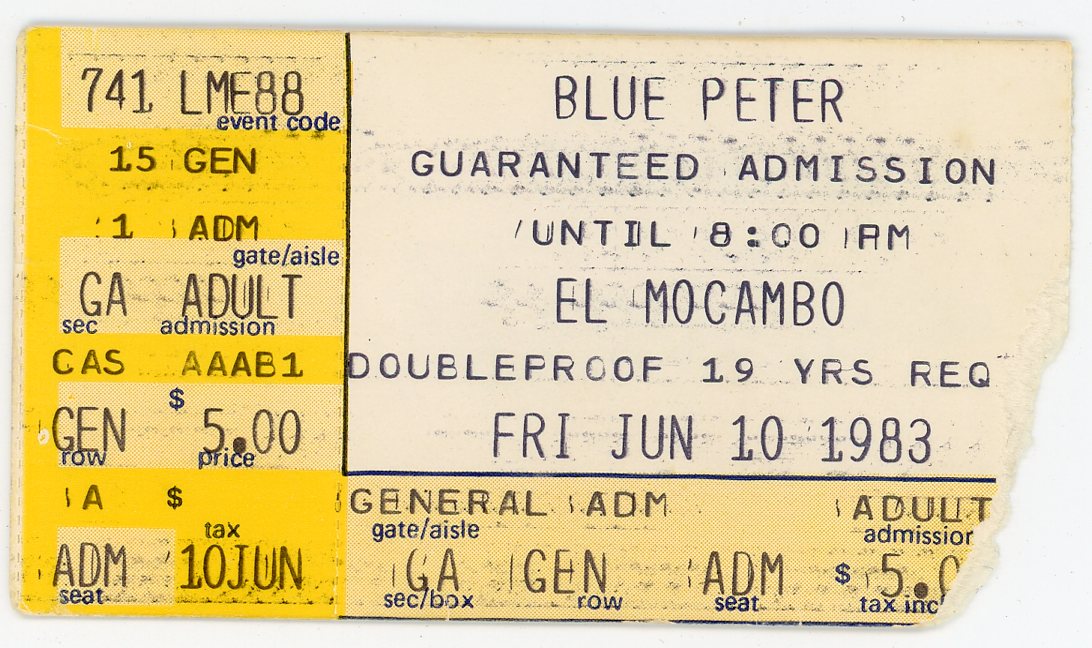 741 LME88
event code
15 GEN
1 ADM
gate/aisle
GA ADULT
sec admission
CAS AAAB1
$
GEN 5.00
row price
A $
tax
ADM 10JUN
seat
BLUE PETER
GUARANTEED ADMISSION
UNTIL 8:00 PM
EL MOCAMBO
DOUBLEPROOF 19 YRS REQ
FRI JUN 10 1983
GENERAL ADM ADULT
gate/aisle admission
GA GEN ADM $ 5.0
sec/box row seat tax incl